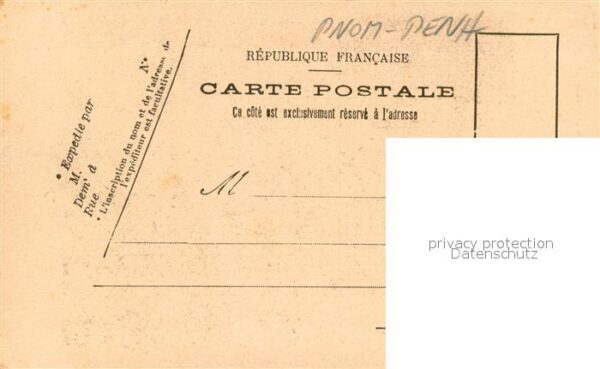 PNOM-PENH
RÉPUBLIQUE FRANÇAISE
CARTE POSTALE
Ce côté est exclusivement réservé à l'adresse
* Expédié par
M.
Demt à
Rue
N°
* L'inscription du nom et de l'adresse de
l'expéditeur est facultative.
M
privacy protection
Datenschutz